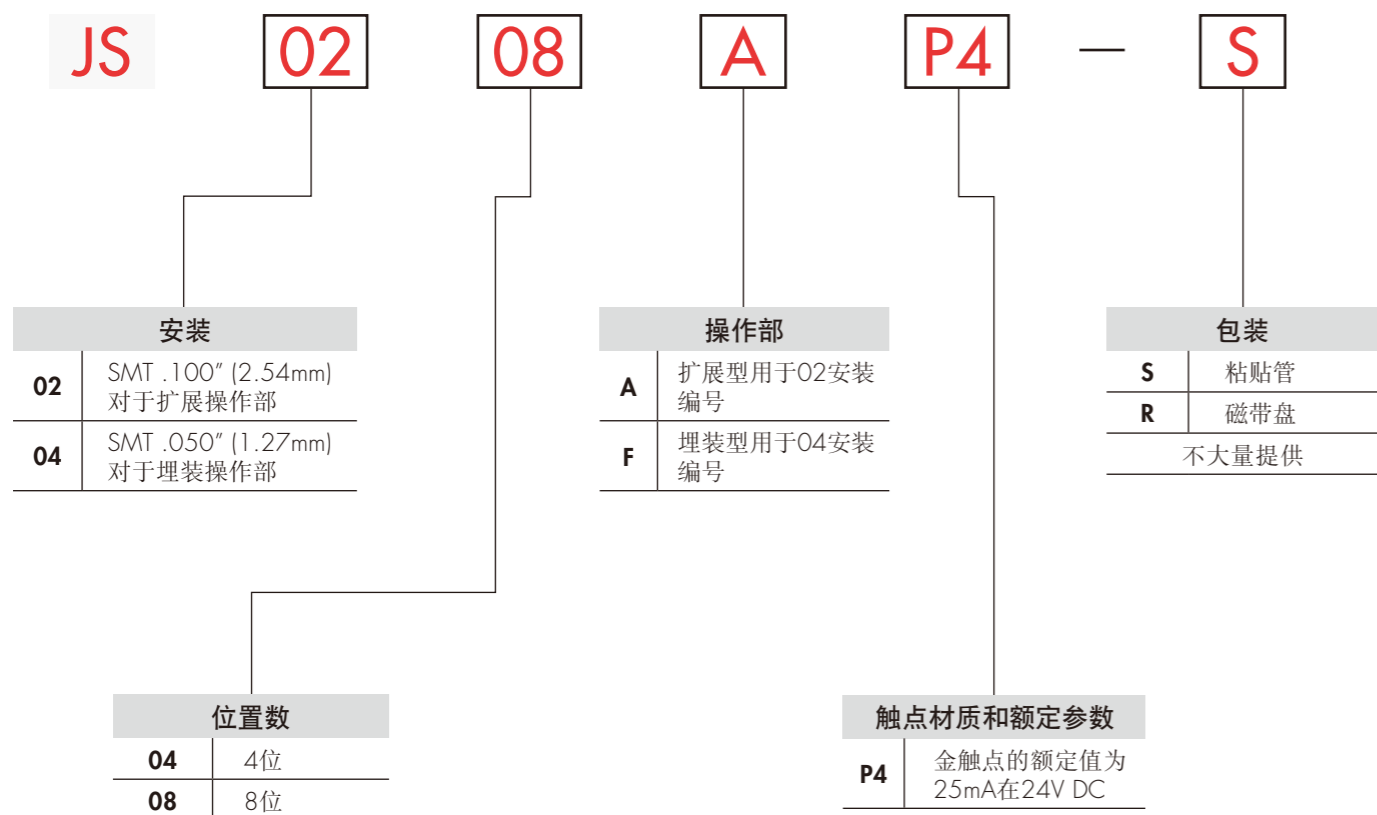 JS 02 08 A P4 — S
安装
02 SMT .100” (2.54mm)
对于扩展操作部
04 SMT .050” (1.27mm)
对于埋装操作部
操作部
A 扩展型用于02安装
编号
F 埋装型用于04安装
编号
包装
S 粘贴管
R 磁带盘
不大量提供
位置数
04 4位
08 8位
触点材质和额定参数
P4 金触点的额定值为
25mA在24V DC